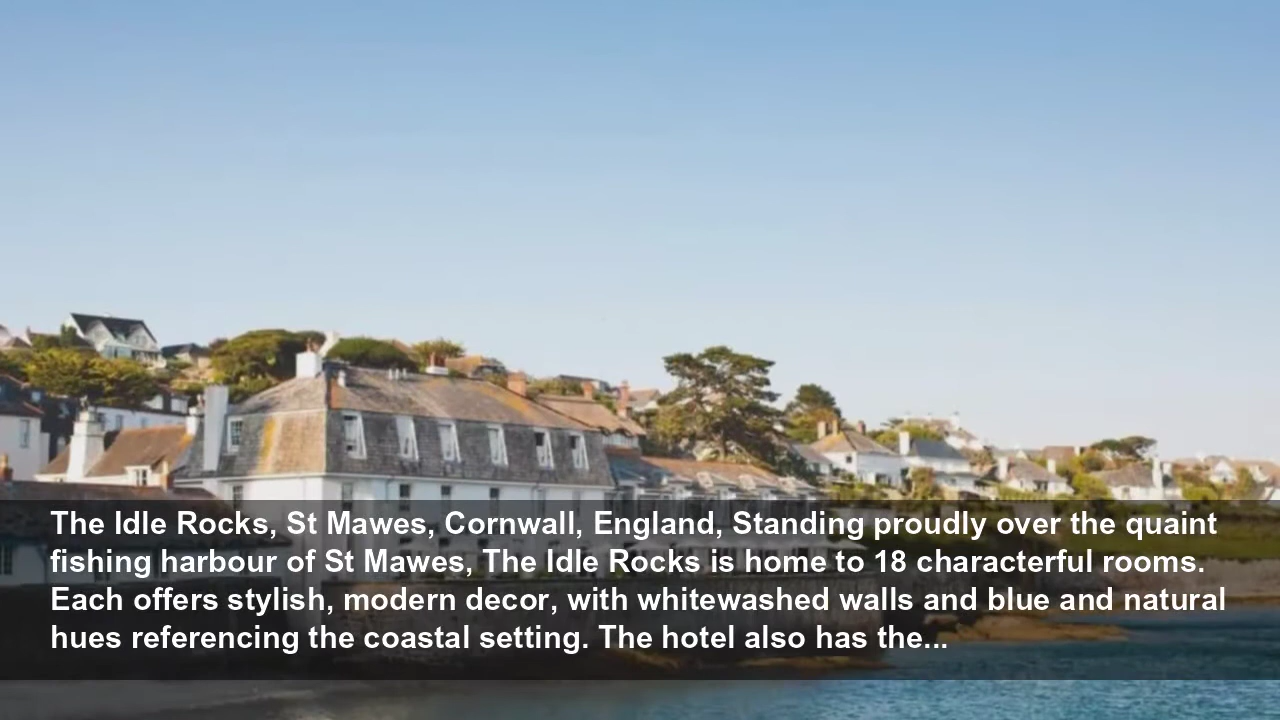 The Idle Rocks, St Mawes, Cornwall, England, Standing proudly over the quaint
fishing harbour of St Mawes, The Idle Rocks is home to 18 characterful rooms.
Each offers stylish, modern decor, with whitewashed walls and blue and natural
hues referencing the coastal setting. The hotel also has the...